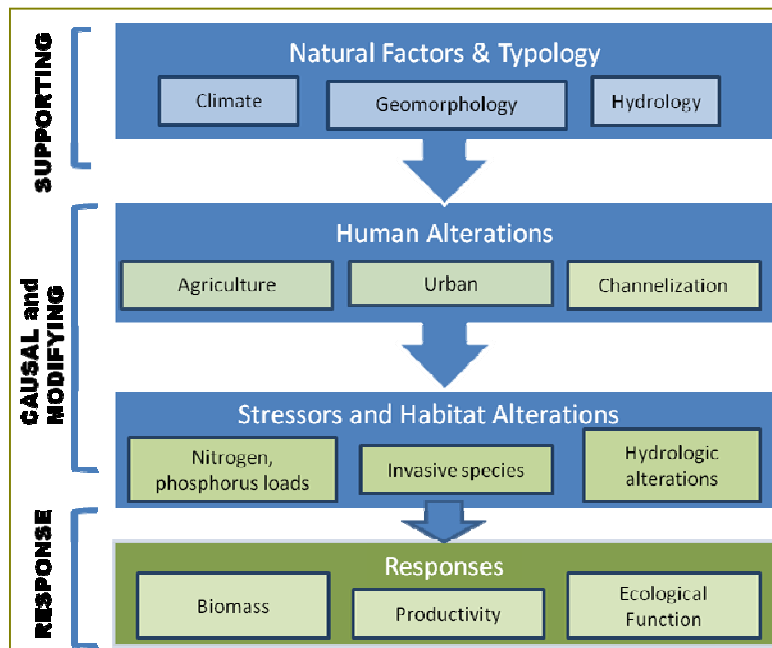 SUPPORTING
Natural Factors & Typology
Climate
Geomorphology
Hydrology
CAUSAL and
MODIFYING
Human Alterations
Agriculture
Urban
Channelization
Stressors and Habitat Alterations
Nitrogen,
phosphorus loads
Invasive species
Hydrologic
alterations
RESPONSE
Responses
Biomass
Productivity
Ecological
Function